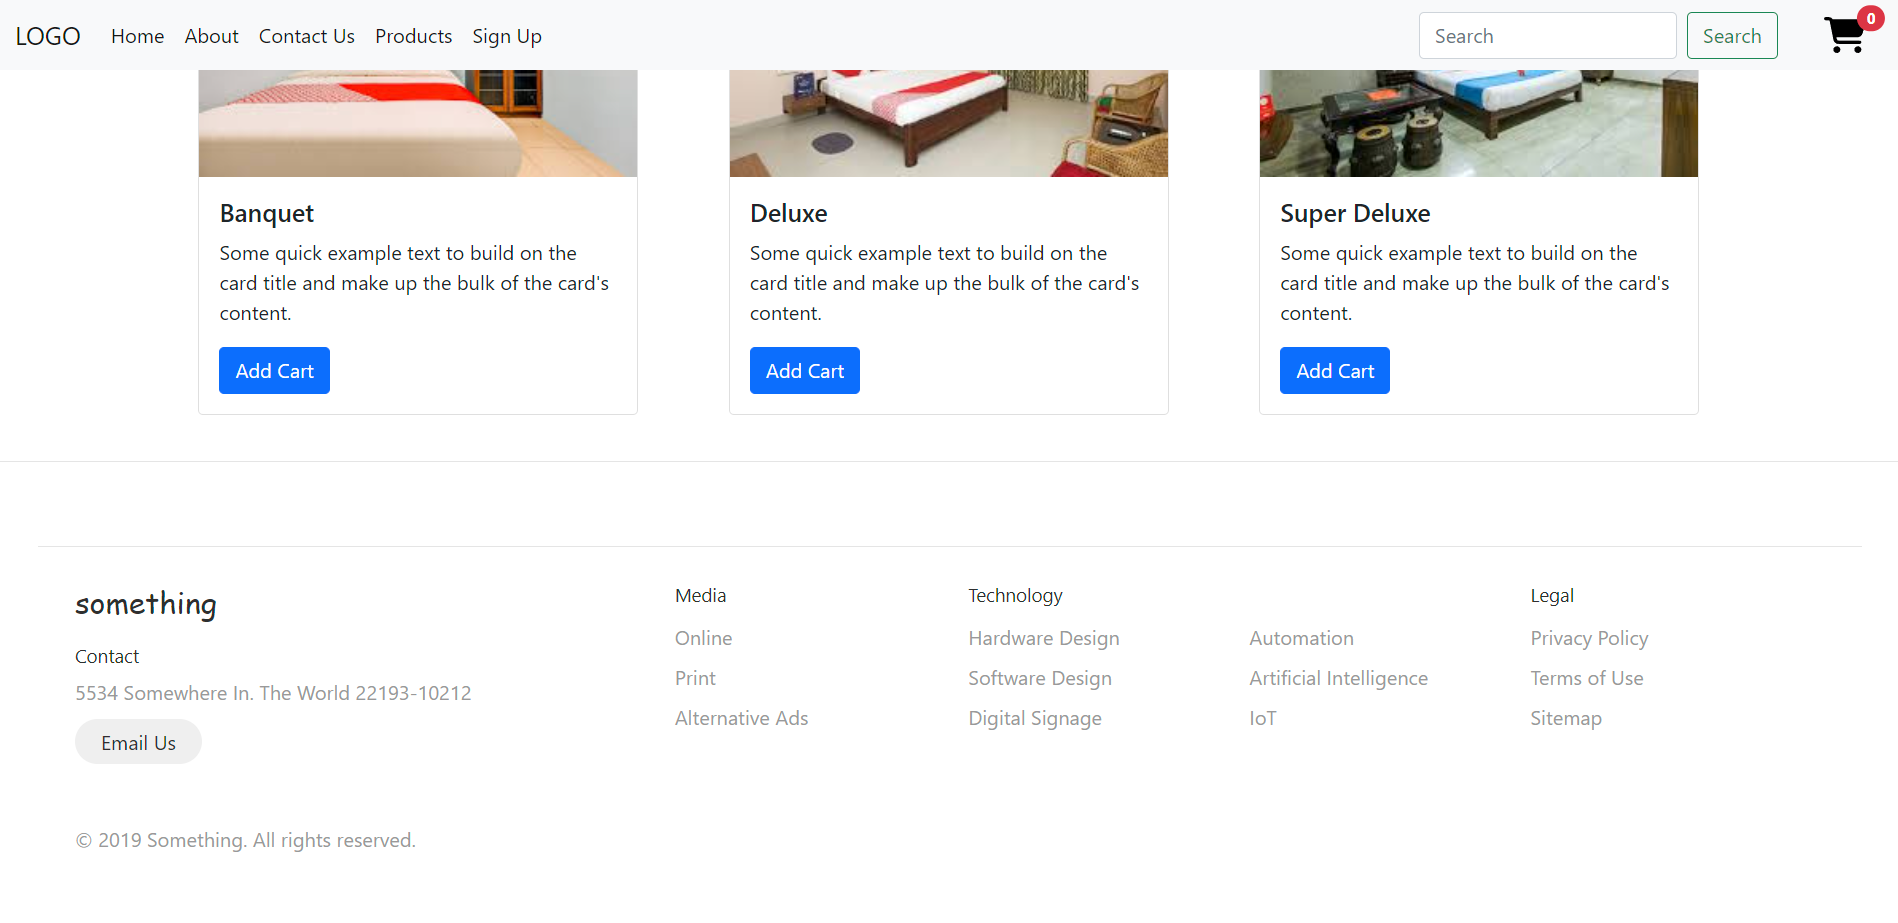 LOGO Home About Contact Us Products Sign Up Search Search 0
Banquet
Some quick example text to build on the
card title and make up the bulk of the card's
content.
Add Cart
Deluxe
Some quick example text to build on the
card title and make up the bulk of the card's
content.
Add Cart
Super Deluxe
Some quick example text to build on the
card title and make up the bulk of the card's
content.
Add Cart
something
Contact
5534 Somewhere In. The World 22193-10212
Email Us
Media
Online
Print
Alternative Ads
Technology
Hardware Design
Software Design
Digital Signage
Automation
Artificial Intelligence
IoT
Legal
Privacy Policy
Terms of Use
Sitemap
© 2019 Something. All rights reserved.